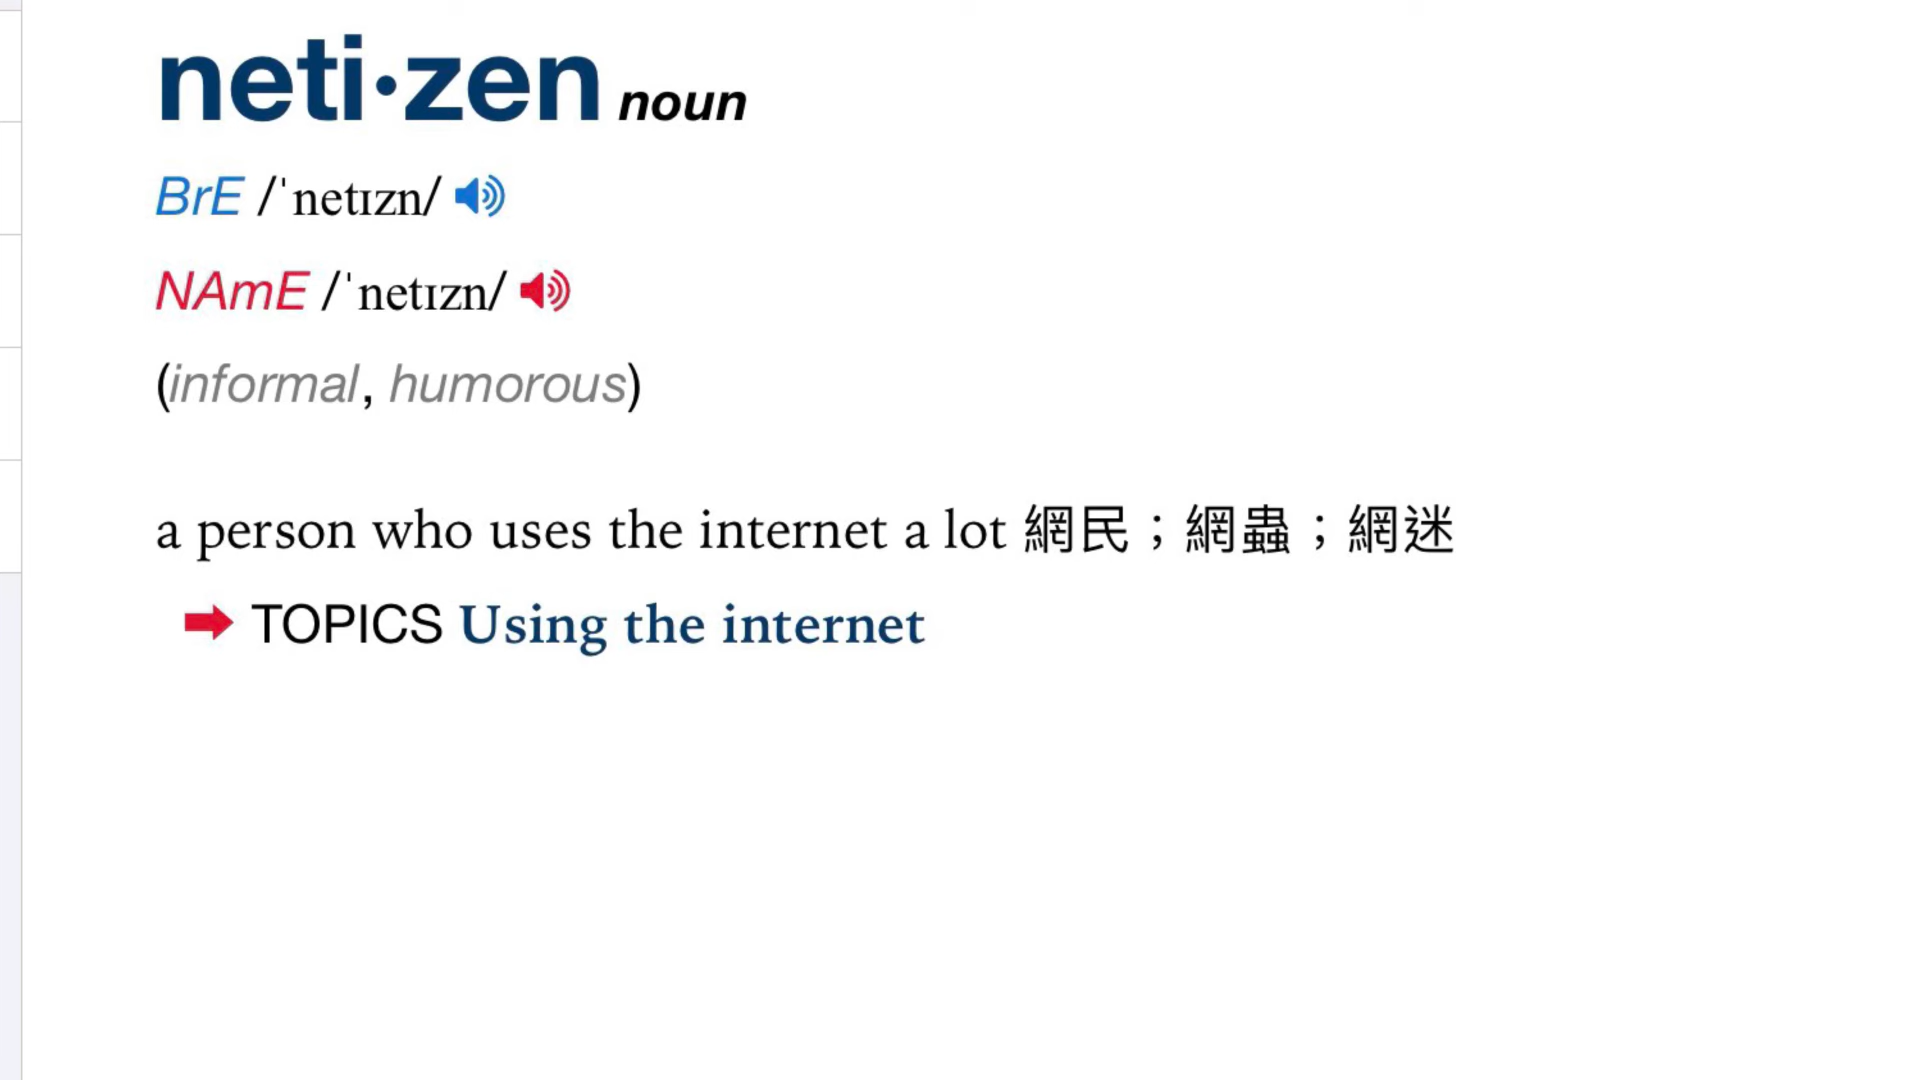 neti·zen noun
BrE /ˈnetɪzn/
NAmE /ˈnetɪzn/
(informal, humorous)
a person who uses the internet a lot 網民；網蟲；網迷
TOPICS Using the internet